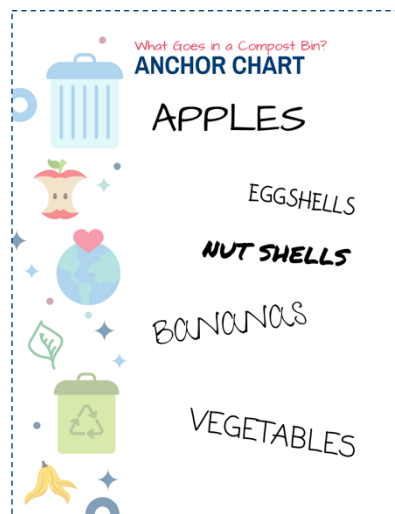 What Goes in a Compost Bin?
ANCHOR CHART
APPLES
EGGSHELLS
NUT SHELLS
BANANAS
VEGETABLES